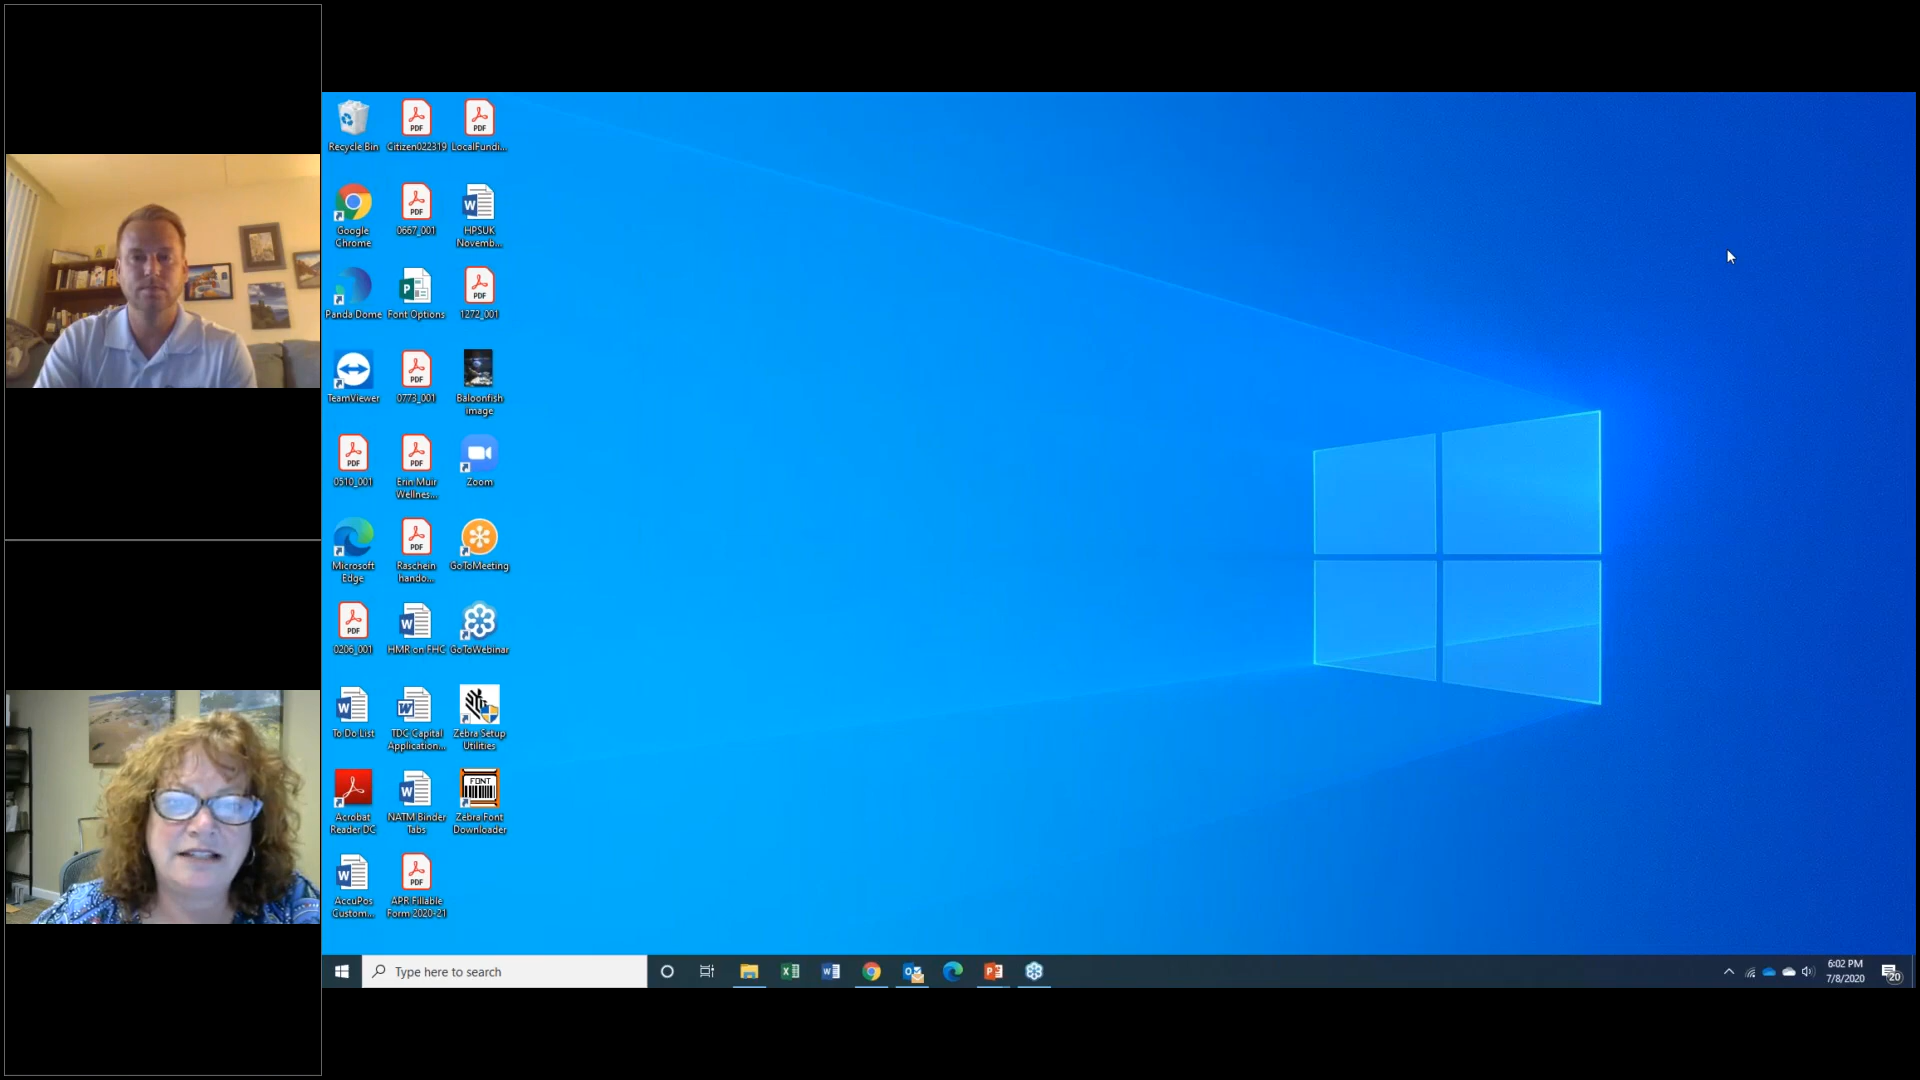 Recycle Bin
Citizen022319
LocalFundi...
Google
Chrome
0667_001
HPSUK
Novemb...
Panda Dome
Font Options
1272_001
TeamViewer
0773_001
Baloonfish
image
0510_001
Erin Muir
Wellnes...
Zoom
Microsoft
Edge
Raschein
hando...
GoToMeeting
0206_001
HMR on FHC
GoToWebinar
To Do List
TDC Capital
Application...
Zebra Setup
Utilities
Acrobat
Reader DC
NATM Binder
Tabs
FONT
Zebra Font
Downloader
AccuPos
Custom...
APR Fillable
Form 2020-21
Type here to search
6:02 PM
7/8/2020
20